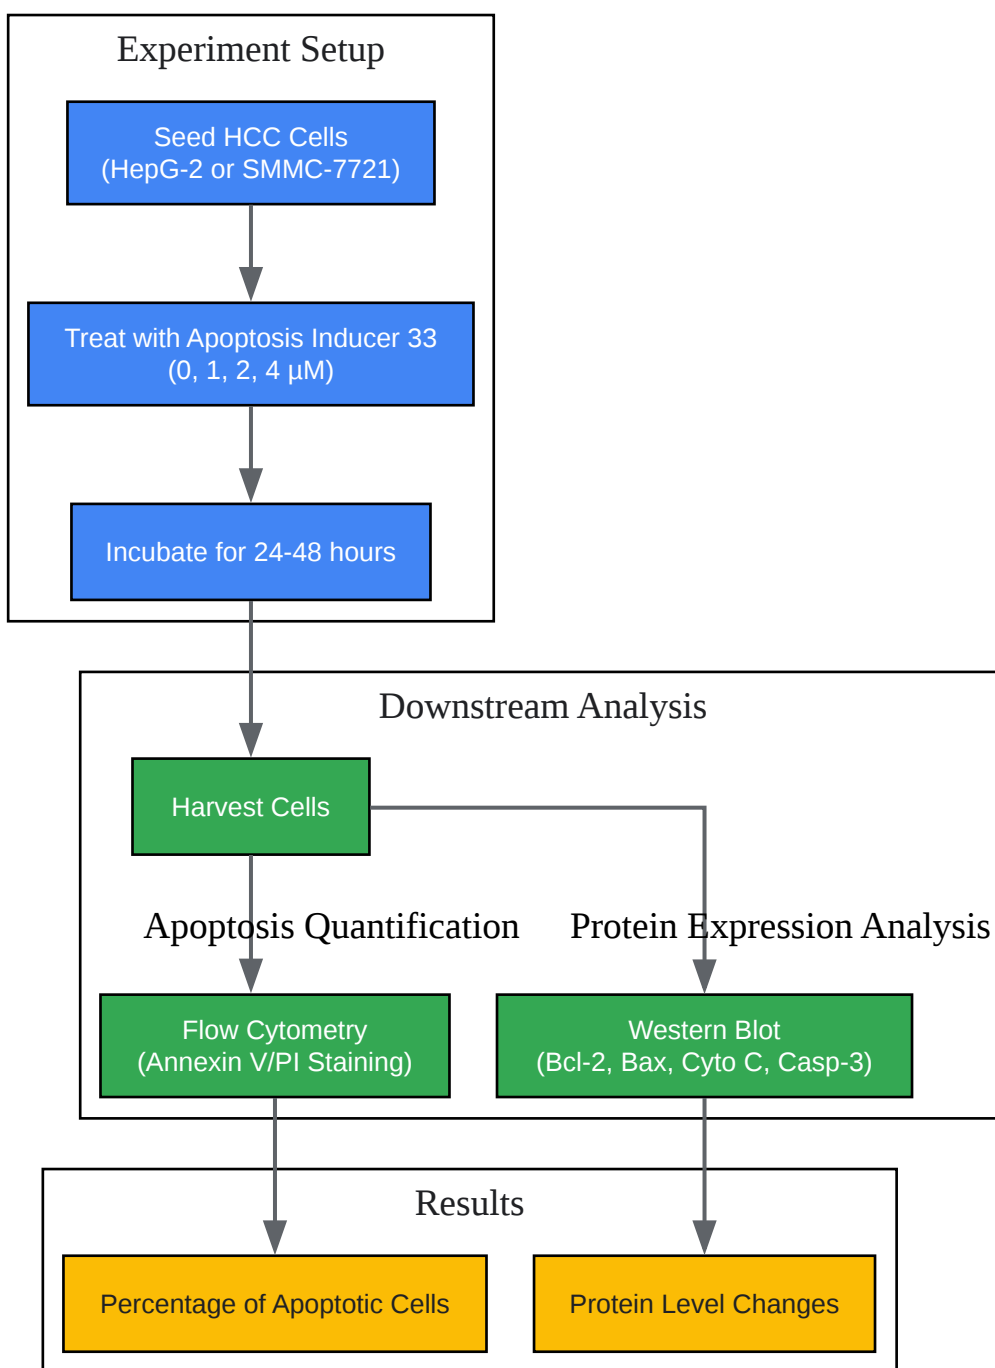 Experiment Setup
Seed HCC Cells
(HepG-2 or SMMC-7721)
Treat with Apoptosis Inducer 33
(0, 1, 2, 4 µM)
Incubate for 24-48 hours
Downstream Analysis
Harvest Cells
Apoptosis Quantification
Protein Expression Analysis
Flow Cytometry
(Annexin V/PI Staining)
Western Blot
(Bcl-2, Bax, Cyto C, Casp-3)
Results
Percentage of Apoptotic Cells
Protein Level Changes